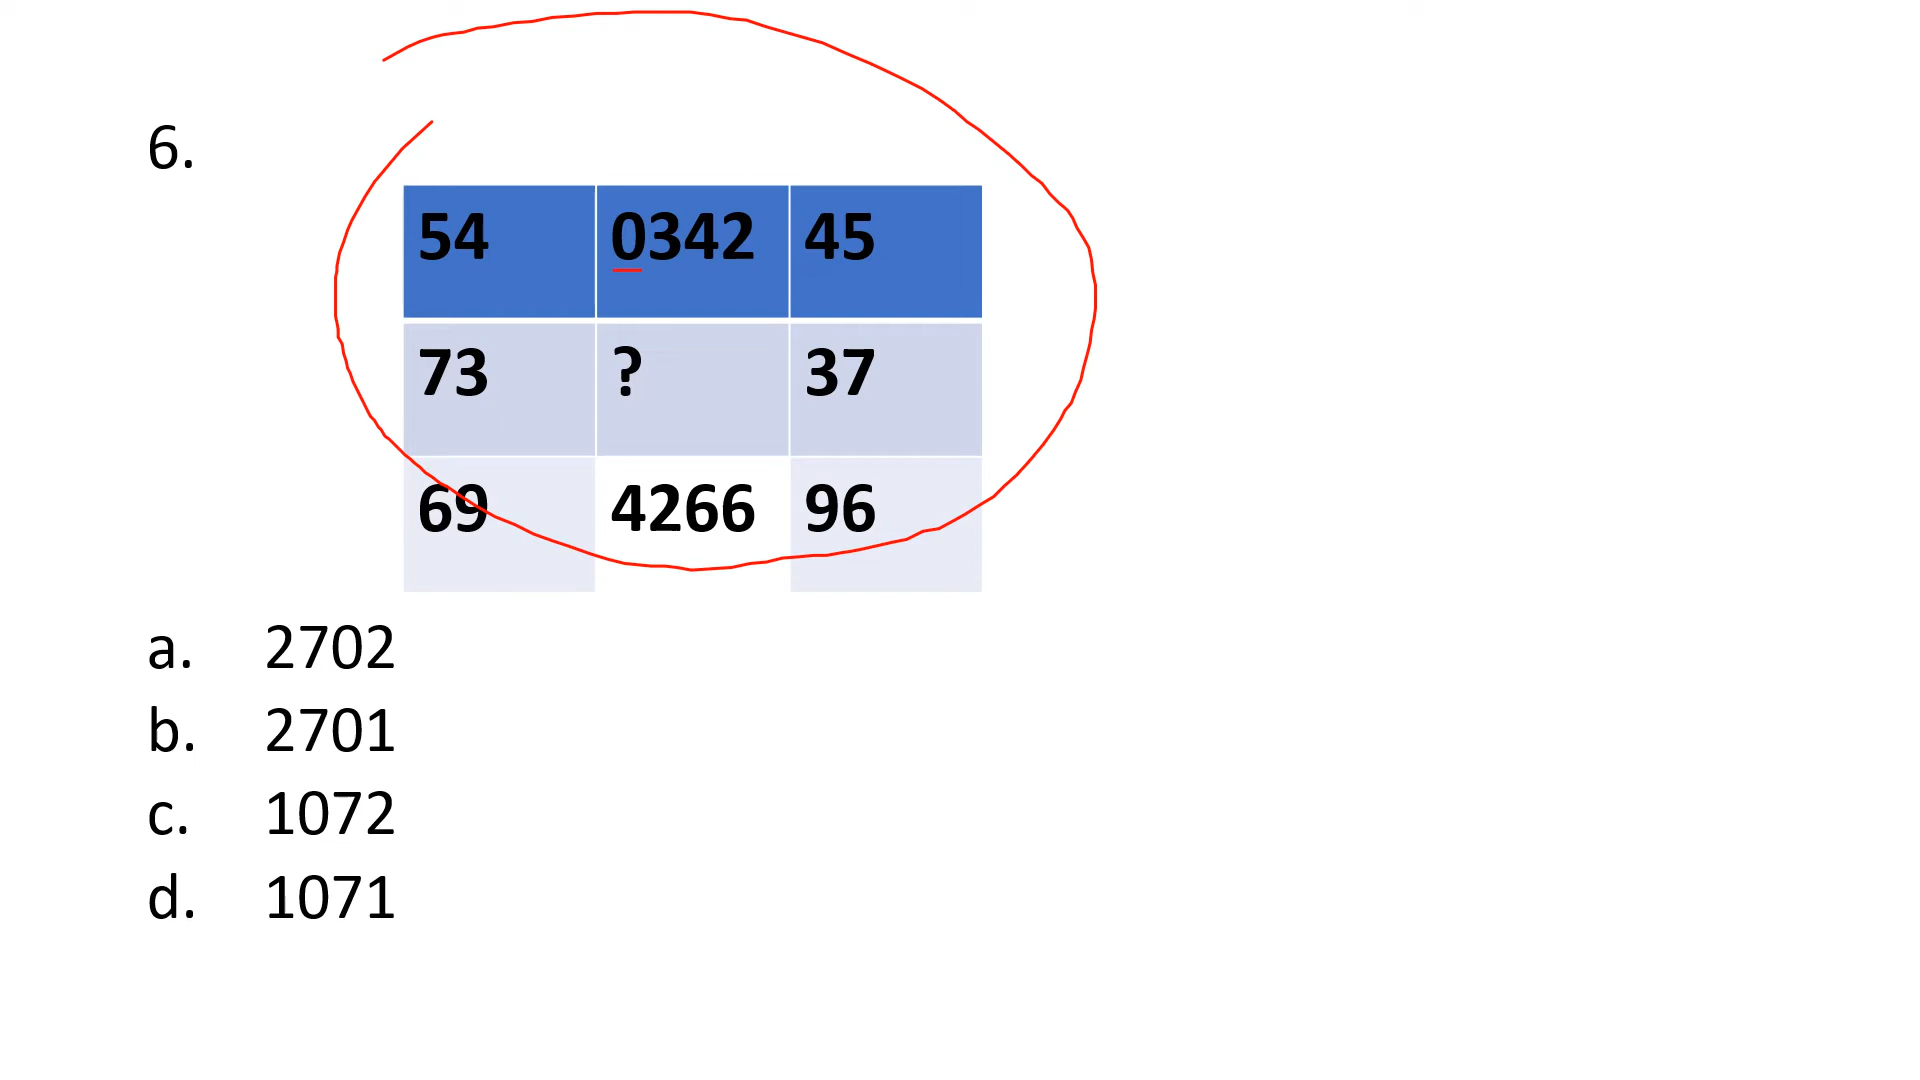 6.
54 0342 45
73 ? 37
69 4266 96
a. 2702
b. 2701
c. 1072
d. 1071